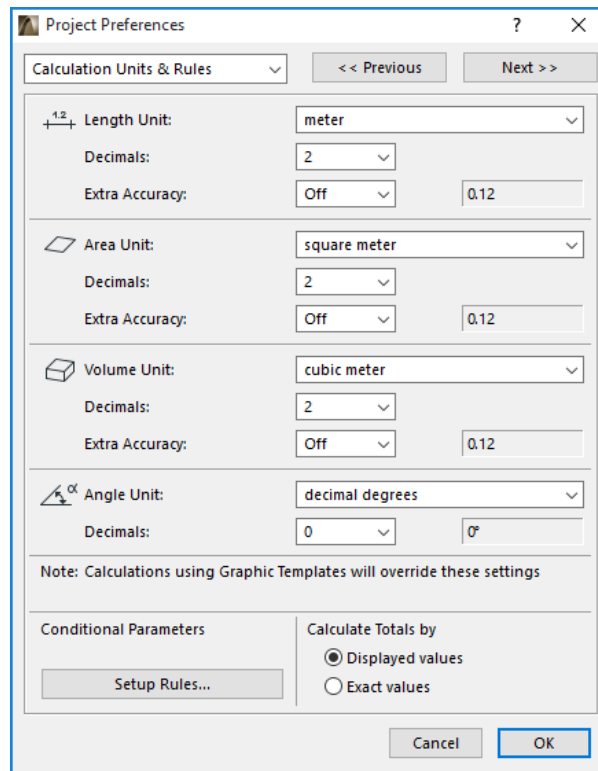 Project Preferences ?
Calculation Units & Rules << Previous Next >>
1.2 Length Unit: meter
Decimals: 2
Extra Accuracy: Off 0.12
Area Unit: square meter
Decimals: 2
Extra Accuracy: Off 0.12
Volume Unit: cubic meter
Decimals: 2
Extra Accuracy: Off 0.12
α Angle Unit: decimal degrees
Decimals: 0 0°
Note: Calculations using Graphic Templates will override these settings
Conditional Parameters Calculate Totals by
Displayed values
Setup Rules... Exact values
Cancel OK